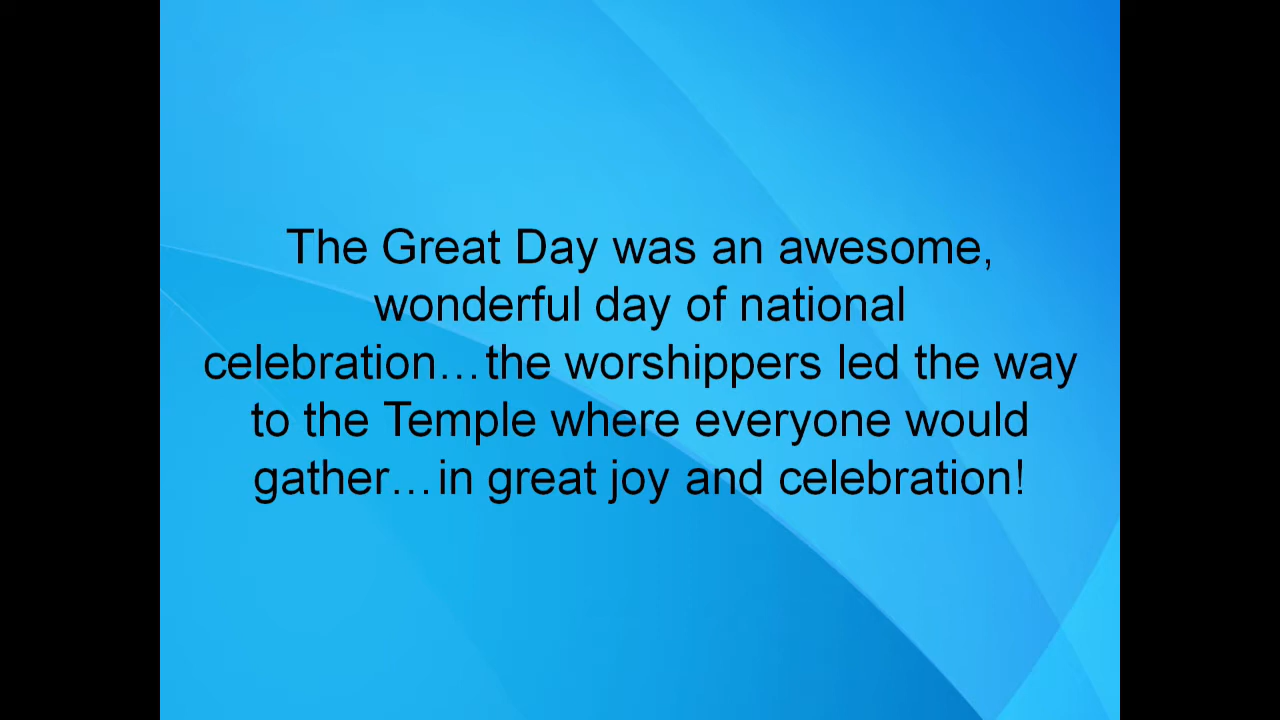 The Great Day was an awesome,
wonderful day of national
celebration…the worshippers led the way
to the Temple where everyone would
gather…in great joy and celebration!